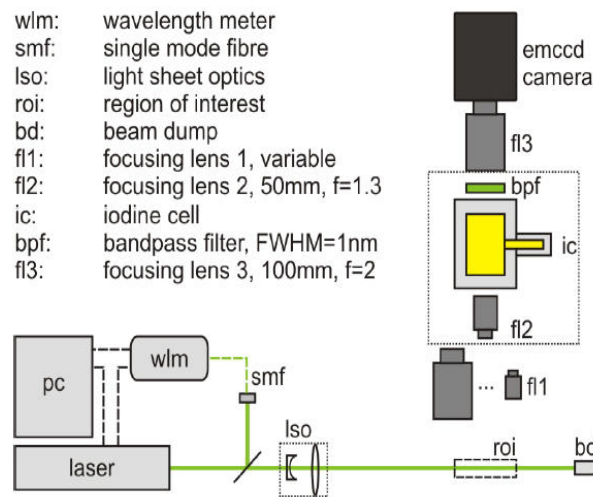 wlm: wavelength meter
smf: single mode fibre
lso: light sheet optics
roi: region of interest
bd: beam dump
fl1: focusing lens 1, variable
fl2: focusing lens 2, 50mm, f=1.3
ic: iodine cell
bpf: bandpass filter, FWHM=1nm
fl3: focusing lens 3, 100mm, f=2
emccd
camera
fl3
bpf
ic
fl2
... fl1
pc
wlm
smf
lso
laser
roi
bd